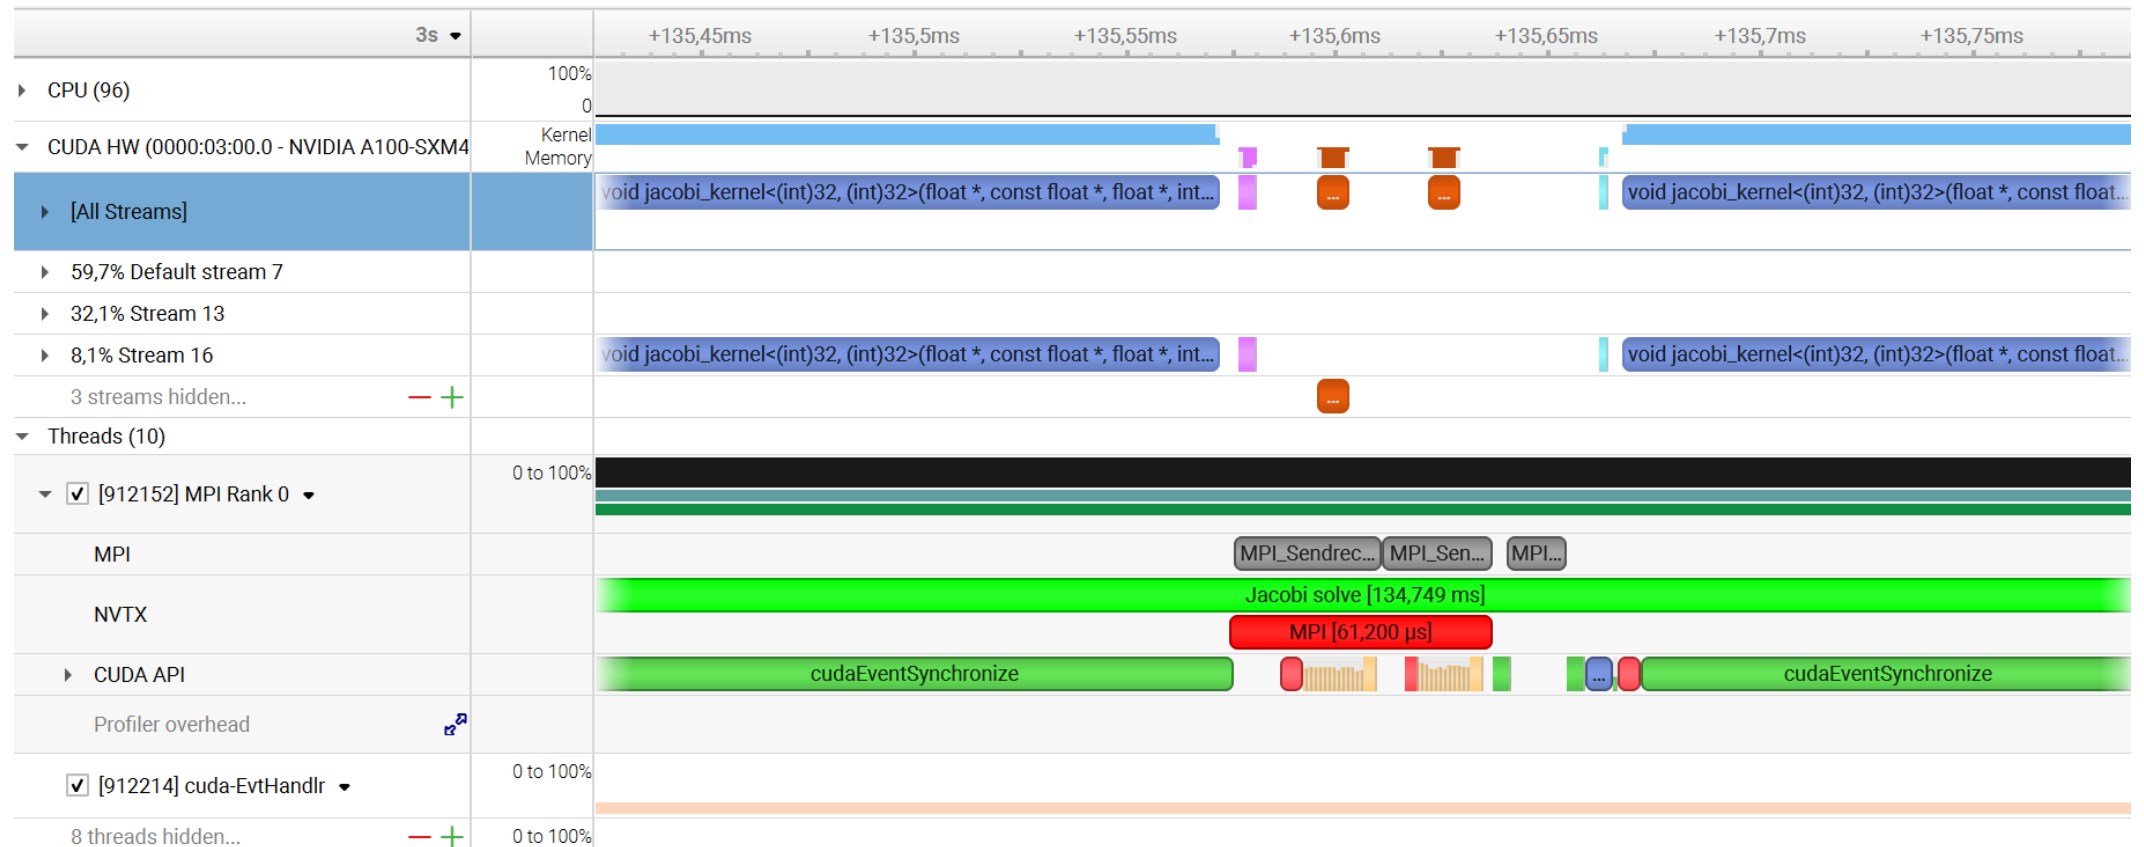 3s +135,45ms +135,5ms +135,55ms +135,6ms +135,65ms +135,7ms +135,75ms
CPU (96) 100%
0
CUDA HW (0000:03:00.0 - NVIDIA A100-SXM4 Kernel
Memory
[All Streams] void jacobi_kernel<(int)32, (int)32>(float *, const float *, float *, int... ... ... void jacobi_kernel<(int)32, (int)32>(float *, const float...
59,7% Default stream 7
32,1% Stream 13
8,1% Stream 16 void jacobi_kernel<(int)32, (int)32>(float *, const float *, float *, int... void jacobi_kernel<(int)32, (int)32>(float *, const float...
3 streams hidden... ...
Threads (10)
[912152] MPI Rank 0 0 to 100%
MPI MPI_Sendrec... MPI_Sen... MPI...
NVTX Jacobi solve [134,749 ms]
MPI [61,200 µs]
CUDA API cudaEventSynchronize ... cudaEventSynchronize
Profiler overhead
[912214] cuda-EvtHandlr 0 to 100%
8 threads hidden... 0 to 100%